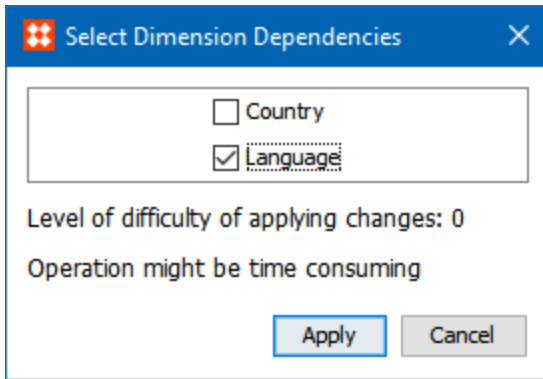 Select Dimension Dependencies
Country
Language
Level of difficulty of applying changes: 0
Operation might be time consuming
Apply Cancel